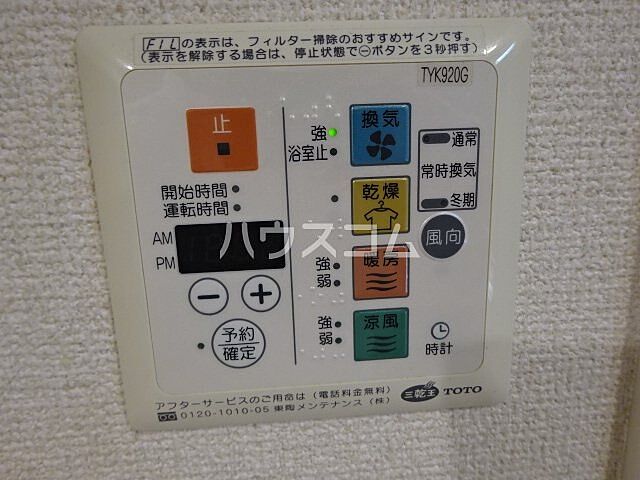 FILの表示は、フィルター掃除のおすすめサインです。
(表示を解除する場合は、停止状態で⊖ボタンを3秒押す)
TYK920G
止
強
浴室止
換気
通常
常時換気
冬期
開始時間
運転時間
乾燥
AM
PM
風向
強
弱
暖房
予約
確定
強
弱
涼風
時計
アフターサービスのご用命は(電話料金無料)
0120-1010-05 東陶メンテナンス(株)
三乾王 TOTO
ハウスコム